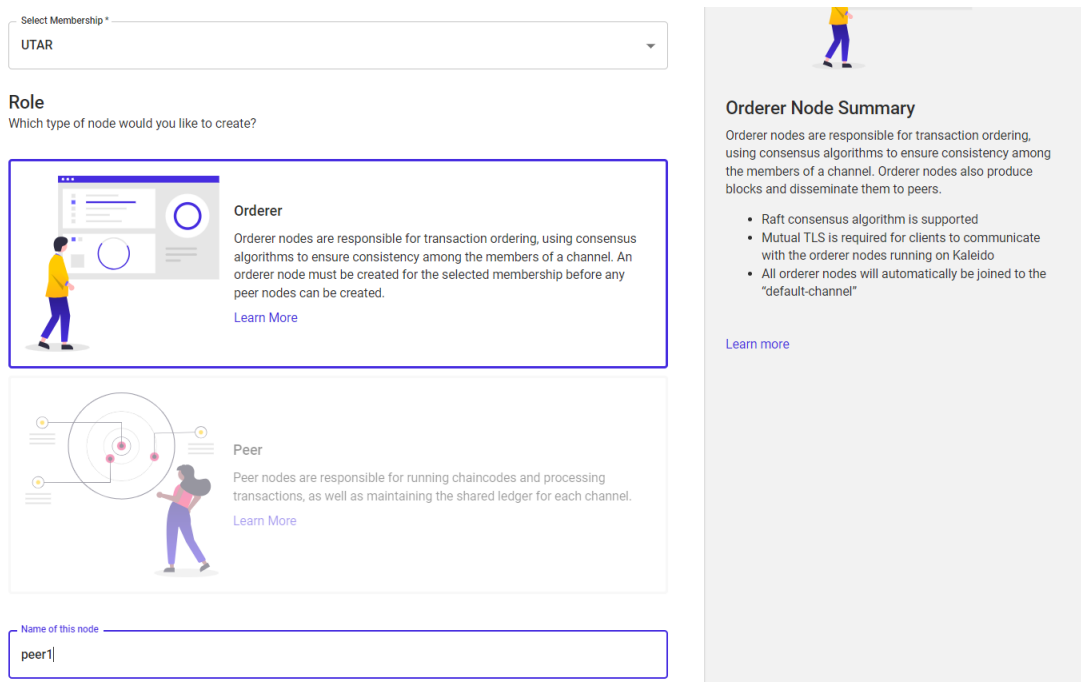 Select Membership *
UTAR
Role
Which type of node would you like to create?
Orderer
Orderer nodes are responsible for transaction ordering, using consensus
algorithms to ensure consistency among the members of a channel. An
orderer node must be created for the selected membership before any
peer nodes can be created.
Learn More
Peer
Peer nodes are responsible for running chaincodes and processing
transactions, as well as maintaining the shared ledger for each channel.
Learn More
Name of this node
peer1
Orderer Node Summary
Orderer nodes are responsible for transaction ordering,
using consensus algorithms to ensure consistency among
the members of a channel. Orderer nodes also produce
blocks and disseminate them to peers.
• Raft consensus algorithm is supported
• Mutual TLS is required for clients to communicate
with the orderer nodes running on Kaleido
• All orderer nodes will automatically be joined to the
“default-channel”
Learn more